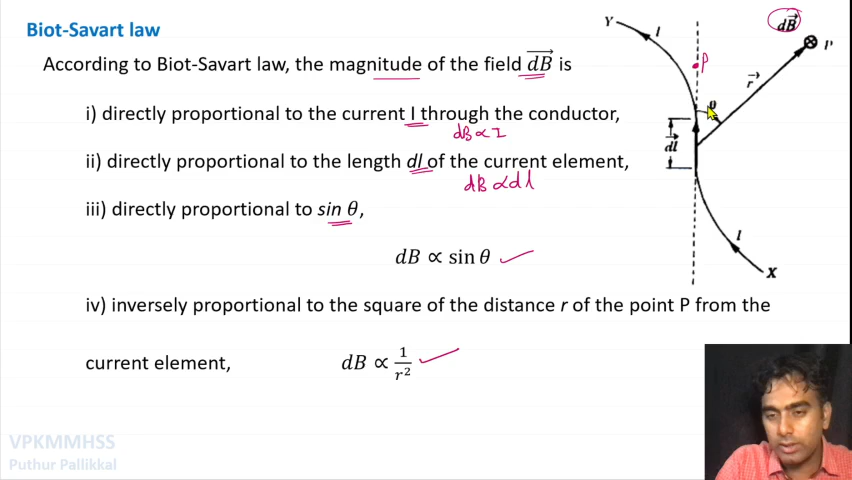 Biot-Savart law
According to Biot-Savart law, the magnitude of the field dB⃗ is
i) directly proportional to the current I through the conductor,
dB ∝ I
ii) directly proportional to the length dl of the current element,
dB ∝ dl
iii) directly proportional to sin θ,
dB ∝ sin θ
iv) inversely proportional to the square of the distance r of the point P from the
current element, dB ∝ 1/r²
Y
I
dB⃗
P
P
r⃗
θ
dl⃗
I
X
VPKMMHSS
Puthur Pallikkal